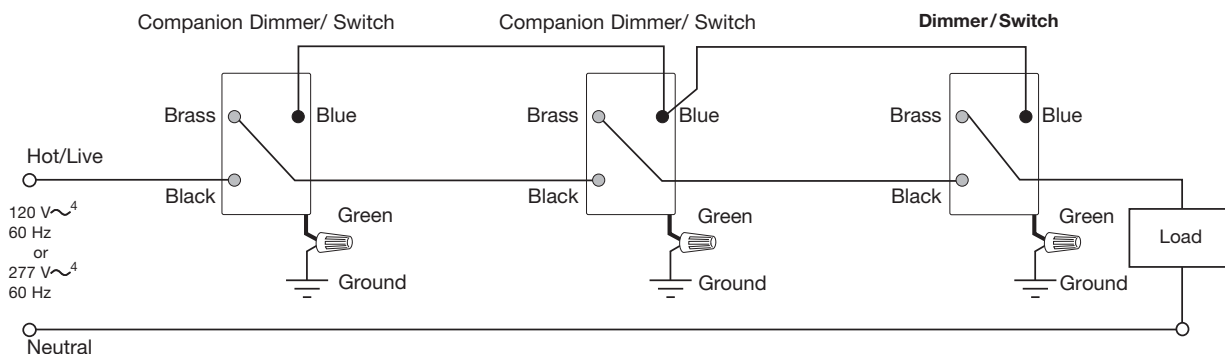 Companion Dimmer/ Switch
Companion Dimmer/ Switch
Dimmer/Switch
Brass
Blue
Brass
Blue
Brass
Blue
Hot/Live
Black
Black
Black
120 V～4
60 Hz
or
277 V～4
60 Hz
Green
Green
Green
Load
Ground
Ground
Ground
Neutral